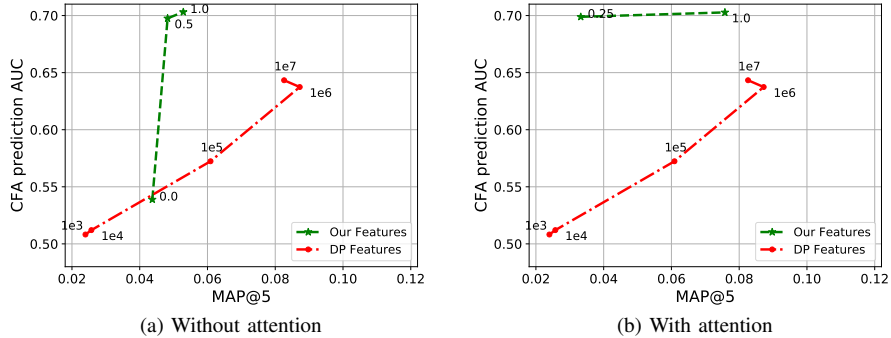 CFA prediction AUC
0.70
0.65
0.60
0.55
0.50
1.0
0.5
1e7
1e6
1e5
0.0
1e3
1e4
Our Features
DP Features
0.02 0.04 0.06 0.08 0.10 0.12
MAP@5
(a) Without attention
CFA prediction AUC
0.70
0.65
0.60
0.55
0.50
0.25
1.0
1e7
1e6
1e5
1e3
1e4
Our Features
DP Features
0.02 0.04 0.06 0.08 0.10 0.12
MAP@5
(b) With attention